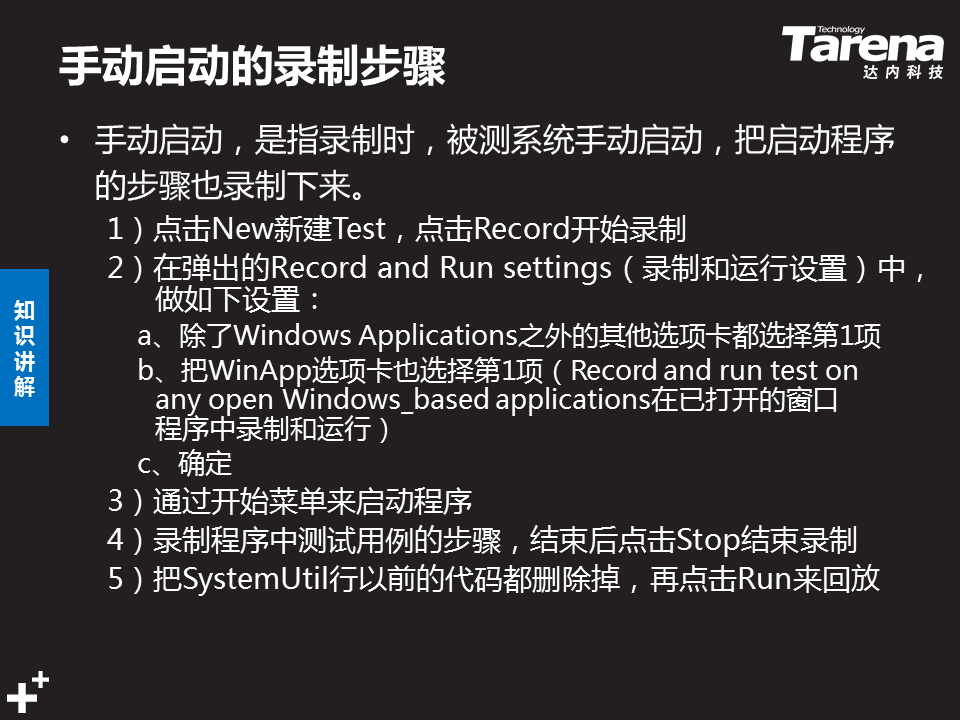 手动启动的录制步骤
Technology
Tarena
达内科技
• 手动启动，是指录制时，被测系统手动启动，把启动程序
的步骤也录制下来。
1）点击New新建Test，点击Record开始录制
2）在弹出的Record and Run settings（录制和运行设置）中，
做如下设置：
a、除了Windows Applications之外的其他选项卡都选择第1项
b、把WinApp选项卡也选择第1项（Record and run test on
any open Windows_based applications在已打开的窗口
程序中录制和运行）
c、确定
3）通过开始菜单来启动程序
4）录制程序中测试用例的步骤，结束后点击Stop结束录制
5）把SystemUtil行以前的代码都删除掉，再点击Run来回放
知
识
讲
解